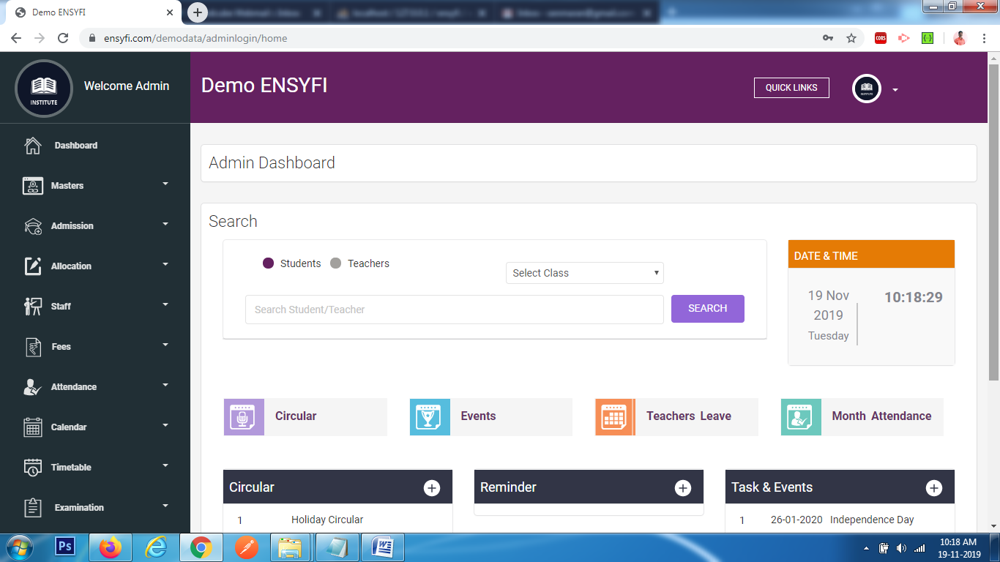 Demo ENSYFI
ensyfi.com/demodata/adminlogin/home
CORS
INSTITUTE
Welcome Admin
Demo ENSYFI
QUICK LINKS
Dashboard
Masters
Admission
Allocation
Staff
Fees
Attendance
Calendar
Timetable
Examination
Admin Dashboard
Search
Students
Teachers
Select Class
Search Student/Teacher
SEARCH
DATE & TIME
19 Nov
2019
Tuesday
10:18:29
Circular
Events
Teachers Leave
Month Attendance
Circular
1 Holiday Circular
Reminder
Task & Events
1 26-01-2020 Independence Day
Ps
10:18 AM
19-11-2019